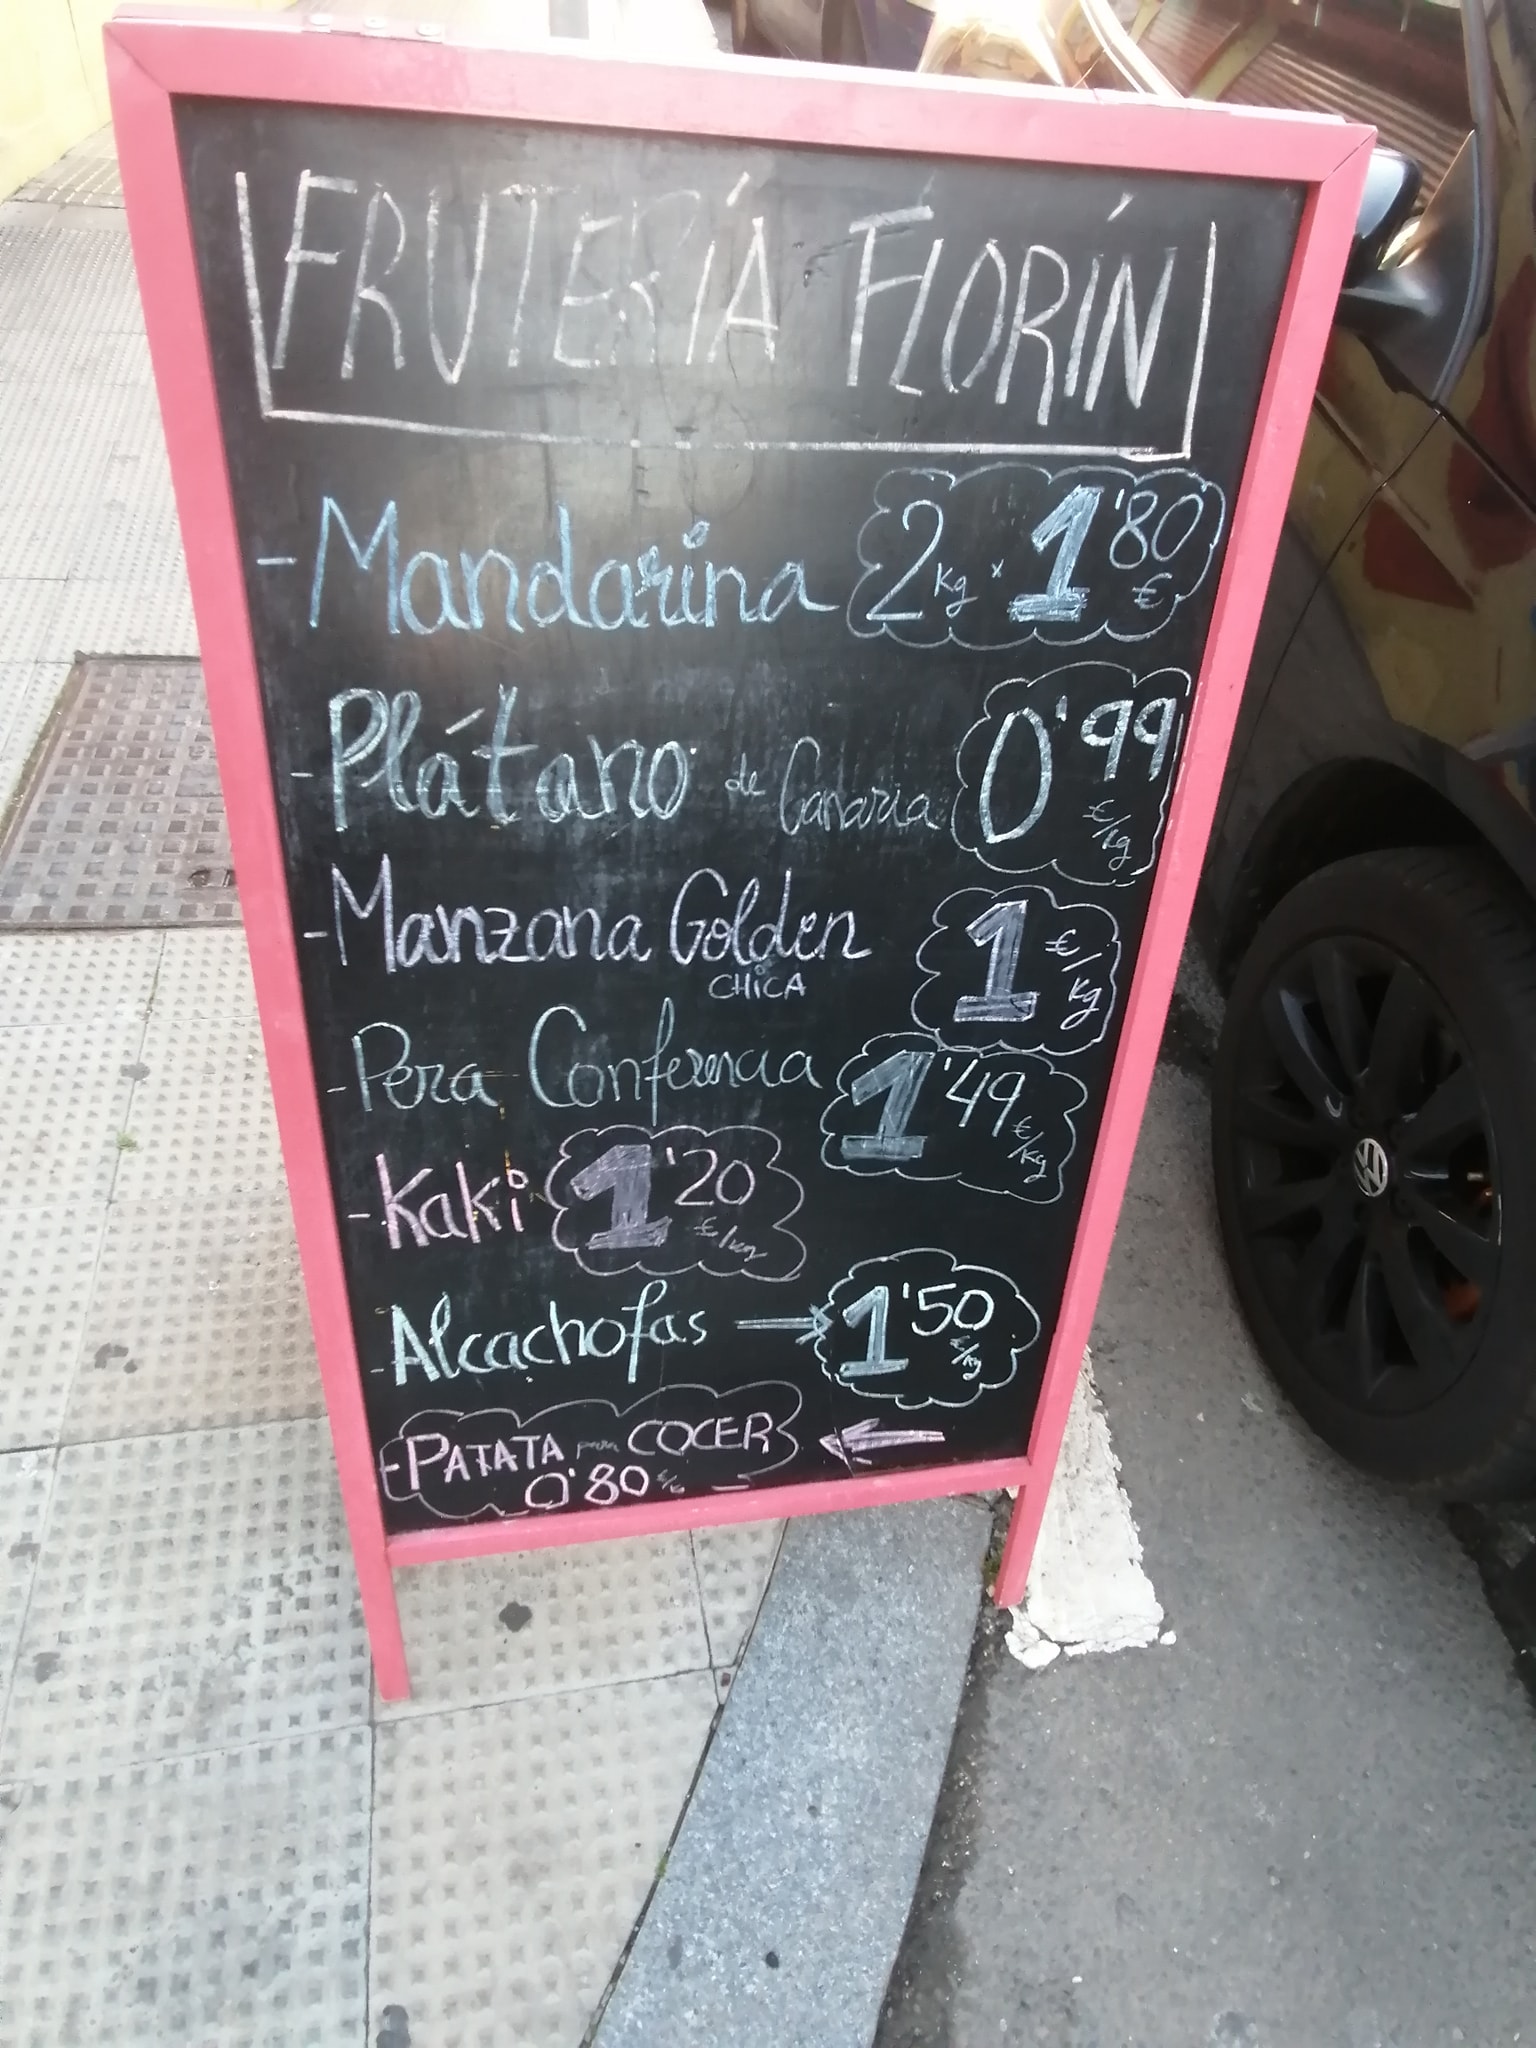 FRUTERÍA FLORÍN
- Mandarina 2 kg x 1'80 €
- Plátano de Canaria 0'99 €/kg
- Manzana Golden 1 €/kg
CHICA
- Pera Conferencia 1'49 €/kg
- Kaki 1'20 €/kg
- Alcachofas → 1'50 €/kg
- PATATA para COCER ←
0'80 €/kg